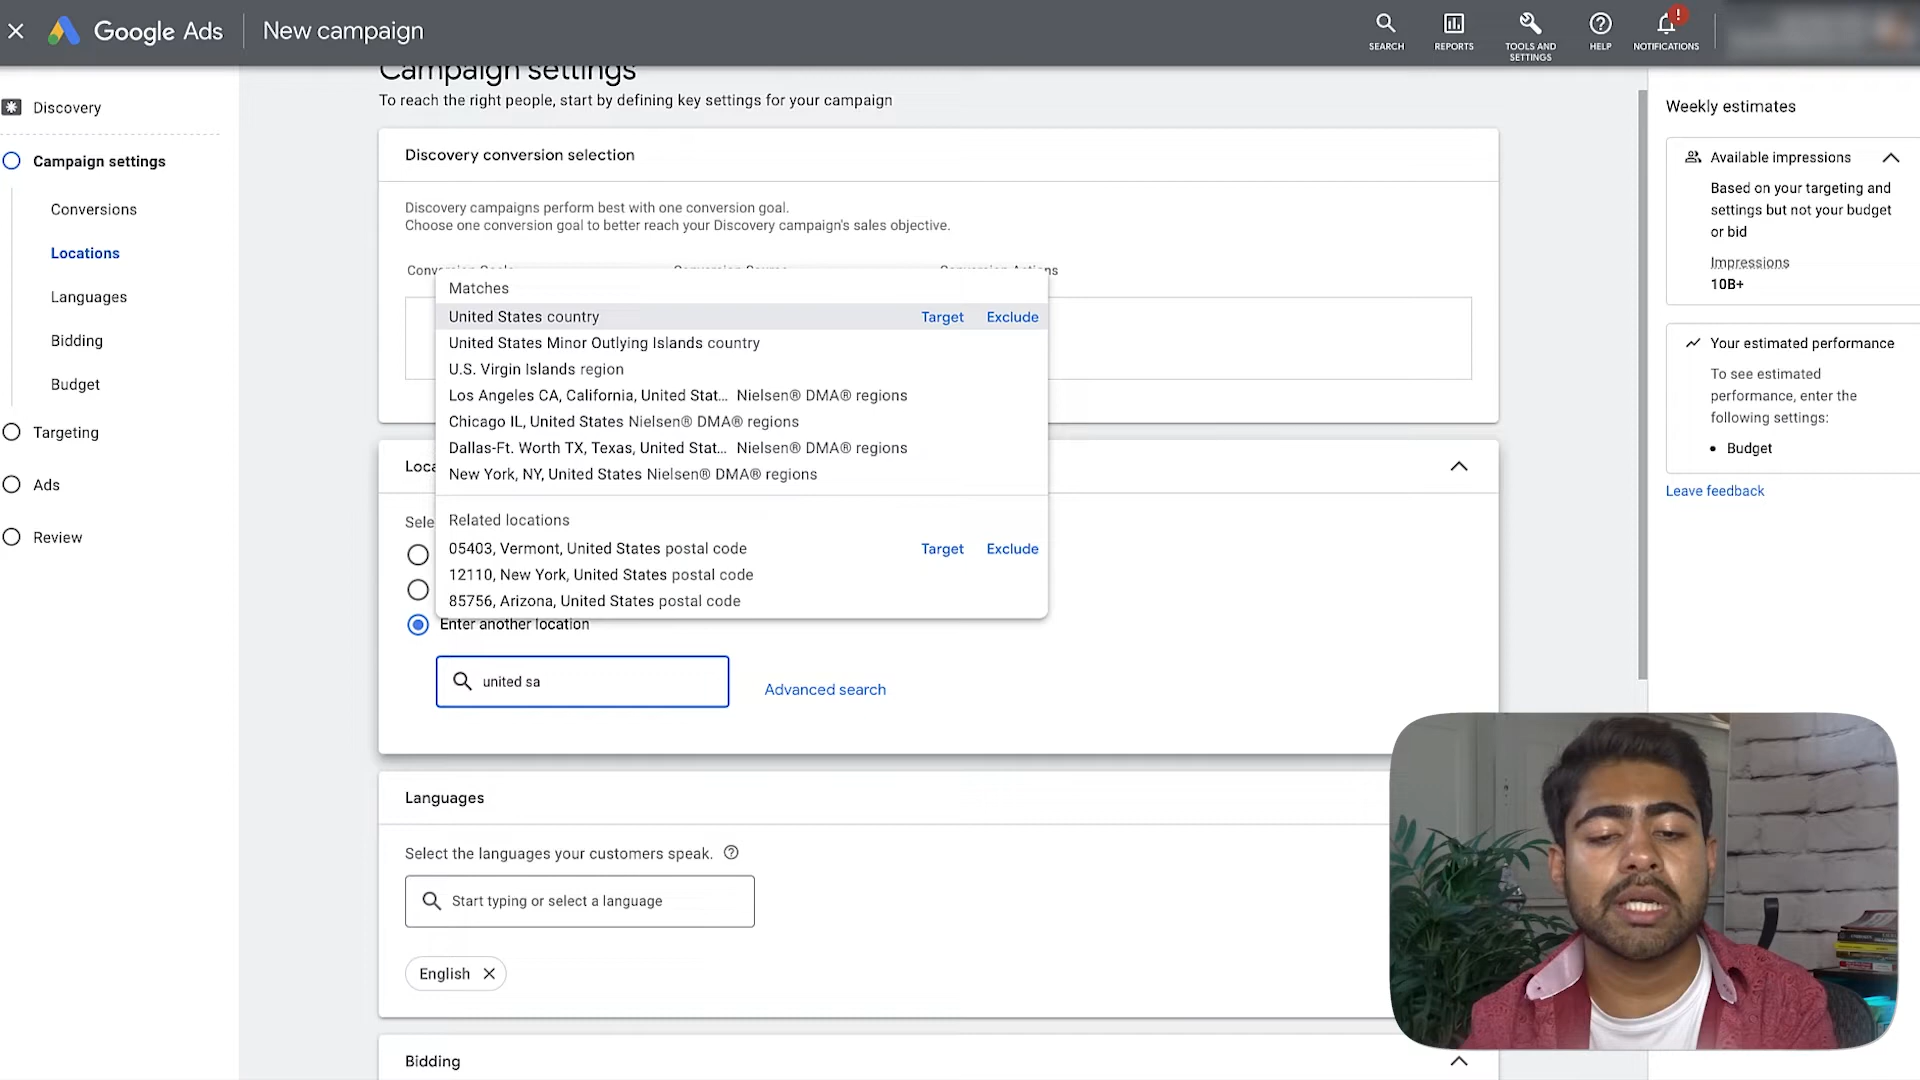 Google Ads
New campaign
SEARCH
REPORTS
TOOLS AND
SETTINGS
HELP
!
NOTIFICATIONS
Discovery
Campaign settings
Conversions
Locations
Languages
Bidding
Budget
Targeting
Ads
Review
Campaign settings
To reach the right people, start by defining key settings for your campaign
Discovery conversion selection
Discovery campaigns perform best with one conversion goal.
Choose one conversion goal to better reach your Discovery campaign's sales objective.
Matches
United States country Target Exclude
United States Minor Outlying Islands country
U.S. Virgin Islands region
Los Angeles CA, California, United Stat... Nielsen® DMA® regions
Chicago IL, United States Nielsen® DMA® regions
Dallas-Ft. Worth TX, Texas, United Stat... Nielsen® DMA® regions
New York, NY, United States Nielsen® DMA® regions
Related locations
05403, Vermont, United States postal code Target Exclude
12110, New York, United States postal code
85756, Arizona, United States postal code
Loca
Sele
Enter another location
united sa
Advanced search
Languages
Select the languages your customers speak.
Start typing or select a language
English
Bidding
Weekly estimates
Available impressions
Based on your targeting and
settings but not your budget
or bid
Impressions
10B+
Your estimated performance
To see estimated
performance, enter the
following settings:
• Budget
Leave feedback